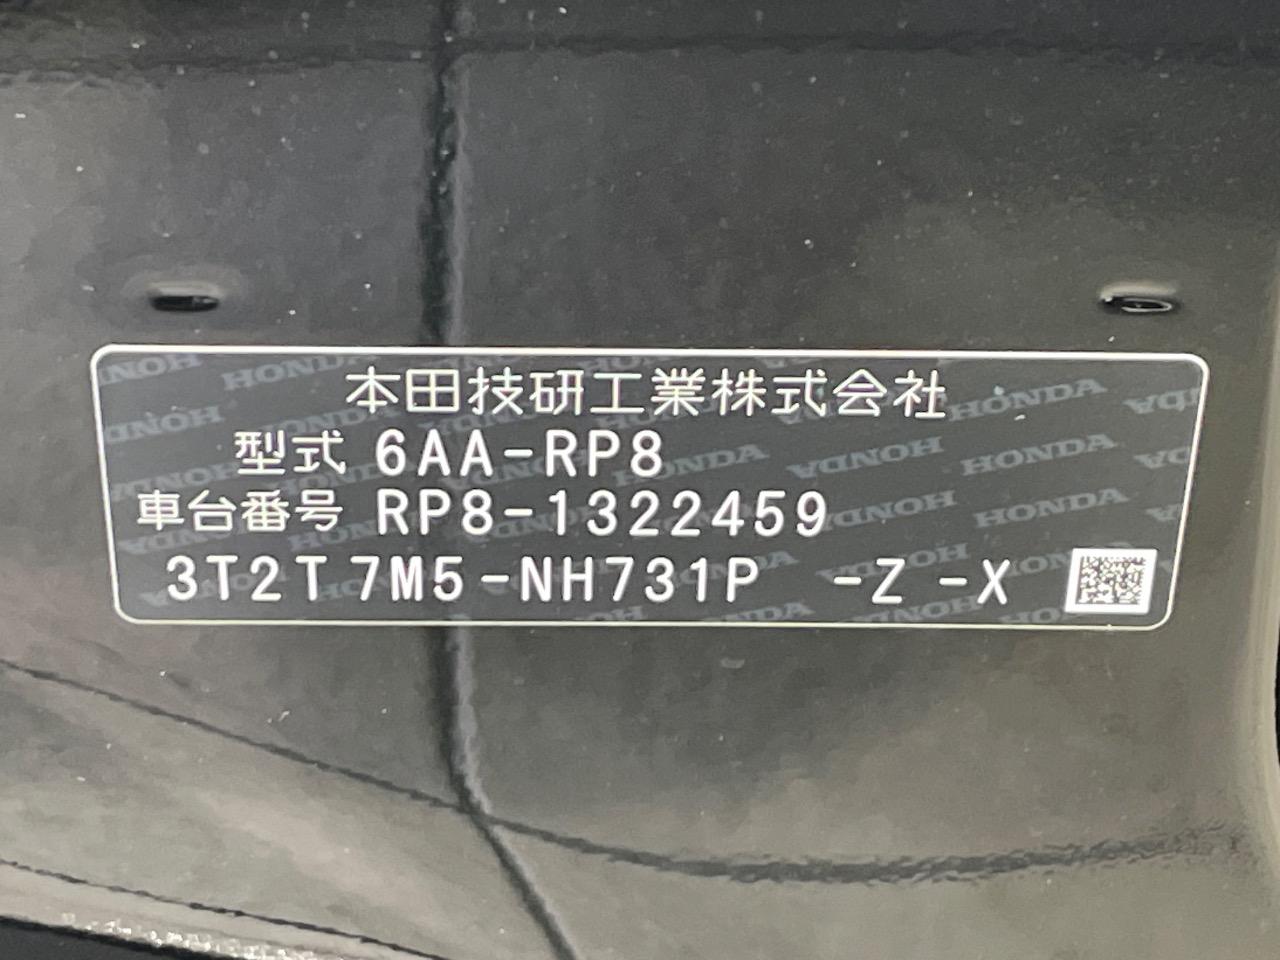 本田技研工業株式会社
型式 6AA-RP8
車台番号 RP8-1322459
3T2T7M5-NH731P -Z -X